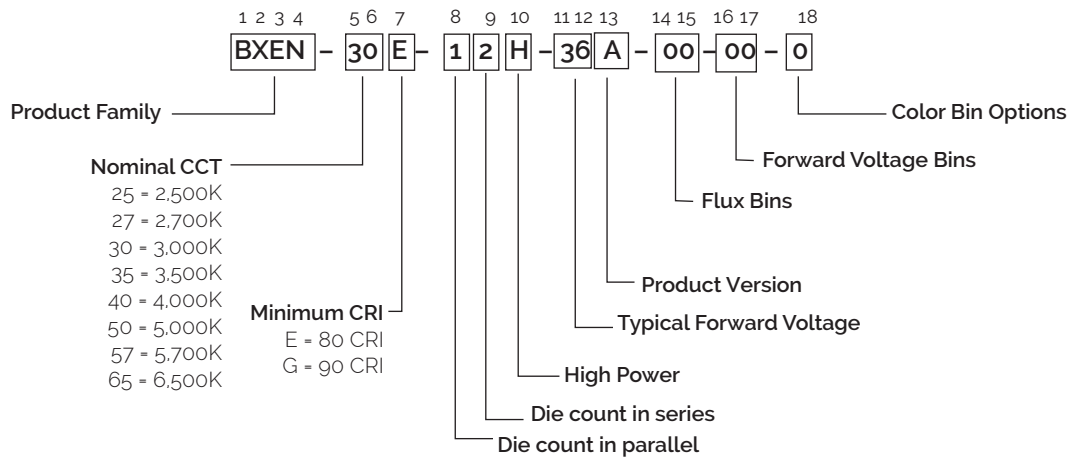 1 2 3 4 5 6 7 8 9 10 11 12 13 14 15 16 17 18
BXEN – 30 E – 1 2 H – 36 A – 00 – 00 – 0
Product Family
Color Bin Options
Nominal CCT
25 = 2,500K
27 = 2,700K
30 = 3,000K
35 = 3,500K
40 = 4,000K
50 = 5,000K
57 = 5,700K
65 = 6,500K
Forward Voltage Bins
Flux Bins
Product Version
Minimum CRI
E = 80 CRI
G = 90 CRI
Typical Forward Voltage
High Power
Die count in series
Die count in parallel